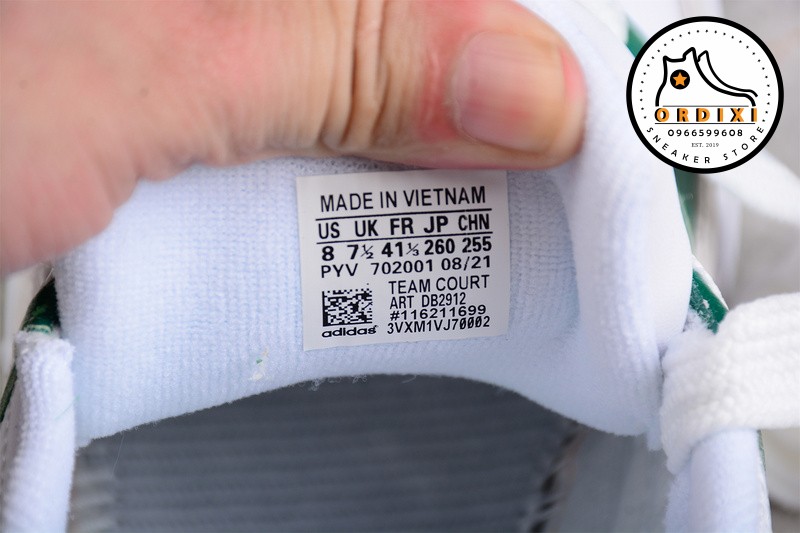 MADE IN VIETNAM
US UK FR JP CHN
8 7½ 41⅓ 260 255
PYV 702001 08/21
TEAM COURT
ART DB2912
#116211699
3VXM1VJ70002
adidas
ORDIXI
0966599608
EST. 2019
SNEAKER STORE